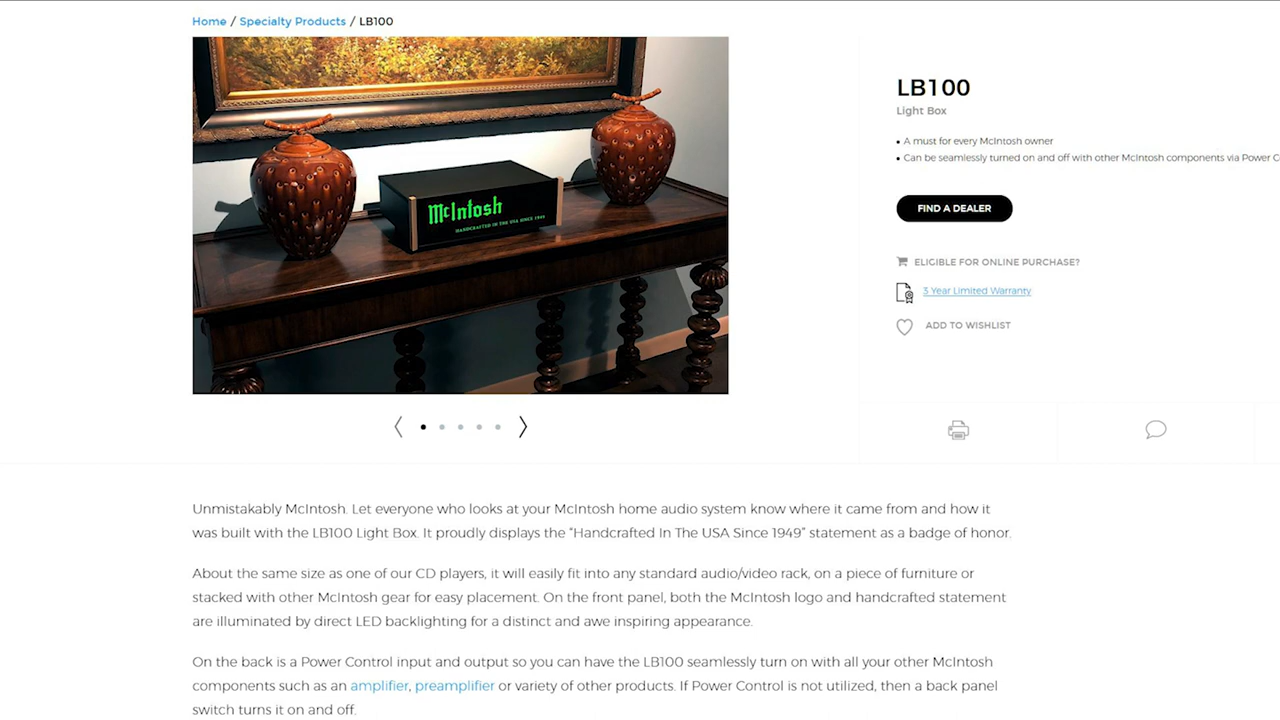 Home / Specialty Products / LB100
McIntosh
HANDCRAFTED IN THE USA SINCE 1949
LB100
Light Box
▪ A must for every McIntosh owner
▪ Can be seamlessly turned on and off with other McIntosh components via Power C
FIND A DEALER
ELIGIBLE FOR ONLINE PURCHASE?
3 Year Limited Warranty
ADD TO WISHLIST
Unmistakably McIntosh. Let everyone who looks at your McIntosh home audio system know where it came from and how it
was built with the LB100 Light Box. It proudly displays the “Handcrafted In The USA Since 1949” statement as a badge of honor.
About the same size as one of our CD players, it will easily fit into any standard audio/video rack, on a piece of furniture or
stacked with other McIntosh gear for easy placement. On the front panel, both the McIntosh logo and handcrafted statement
are illuminated by direct LED backlighting for a distinct and awe inspiring appearance.
On the back is a Power Control input and output so you can have the LB100 seamlessly turn on with all your other McIntosh
components such as an amplifier, preamplifier or variety of other products. If Power Control is not utilized, then a back panel
switch turns it on and off.